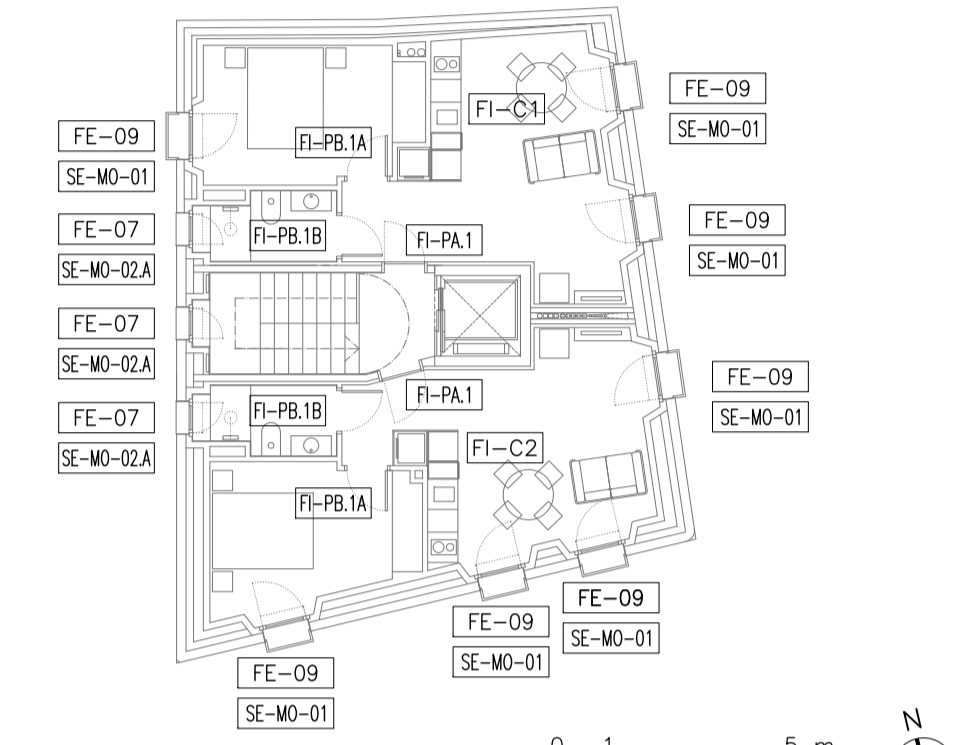 FE-09
SE-MO-01
FI-C1
FE-09
SE-MO-01
FI-PB.1A
FE-07
SE-MO-02.A
FI-PB.1B
FI-PA.1
FE-09
SE-MO-01
FE-07
SE-MO-02.A
FE-09
SE-MO-01
FE-07
SE-MO-02.A
FI-PB.1B
FI-PA.1
FI-C2
FI-PB.1A
FE-09
SE-MO-01
FE-09
SE-MO-01
FE-09
SE-MO-01
N
0 1 5 m